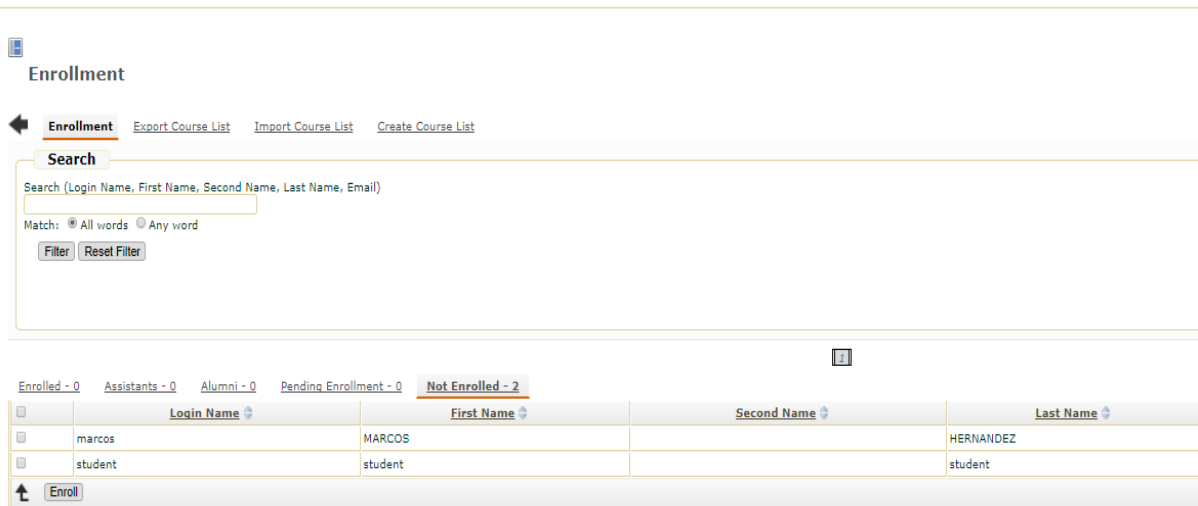 Enrollment
Enrollment Export Course List Import Course List Create Course List
Search
Search (Login Name, First Name, Second Name, Last Name, Email)
Match: All words Any word
Filter Reset Filter
1
Enrolled - 0 Assistants - 0 Alumni - 0 Pending Enrollment - 0 Not Enrolled - 2
Login Name First Name Second Name Last Name
marcos MARCOS HERNANDEZ
student student student
Enroll